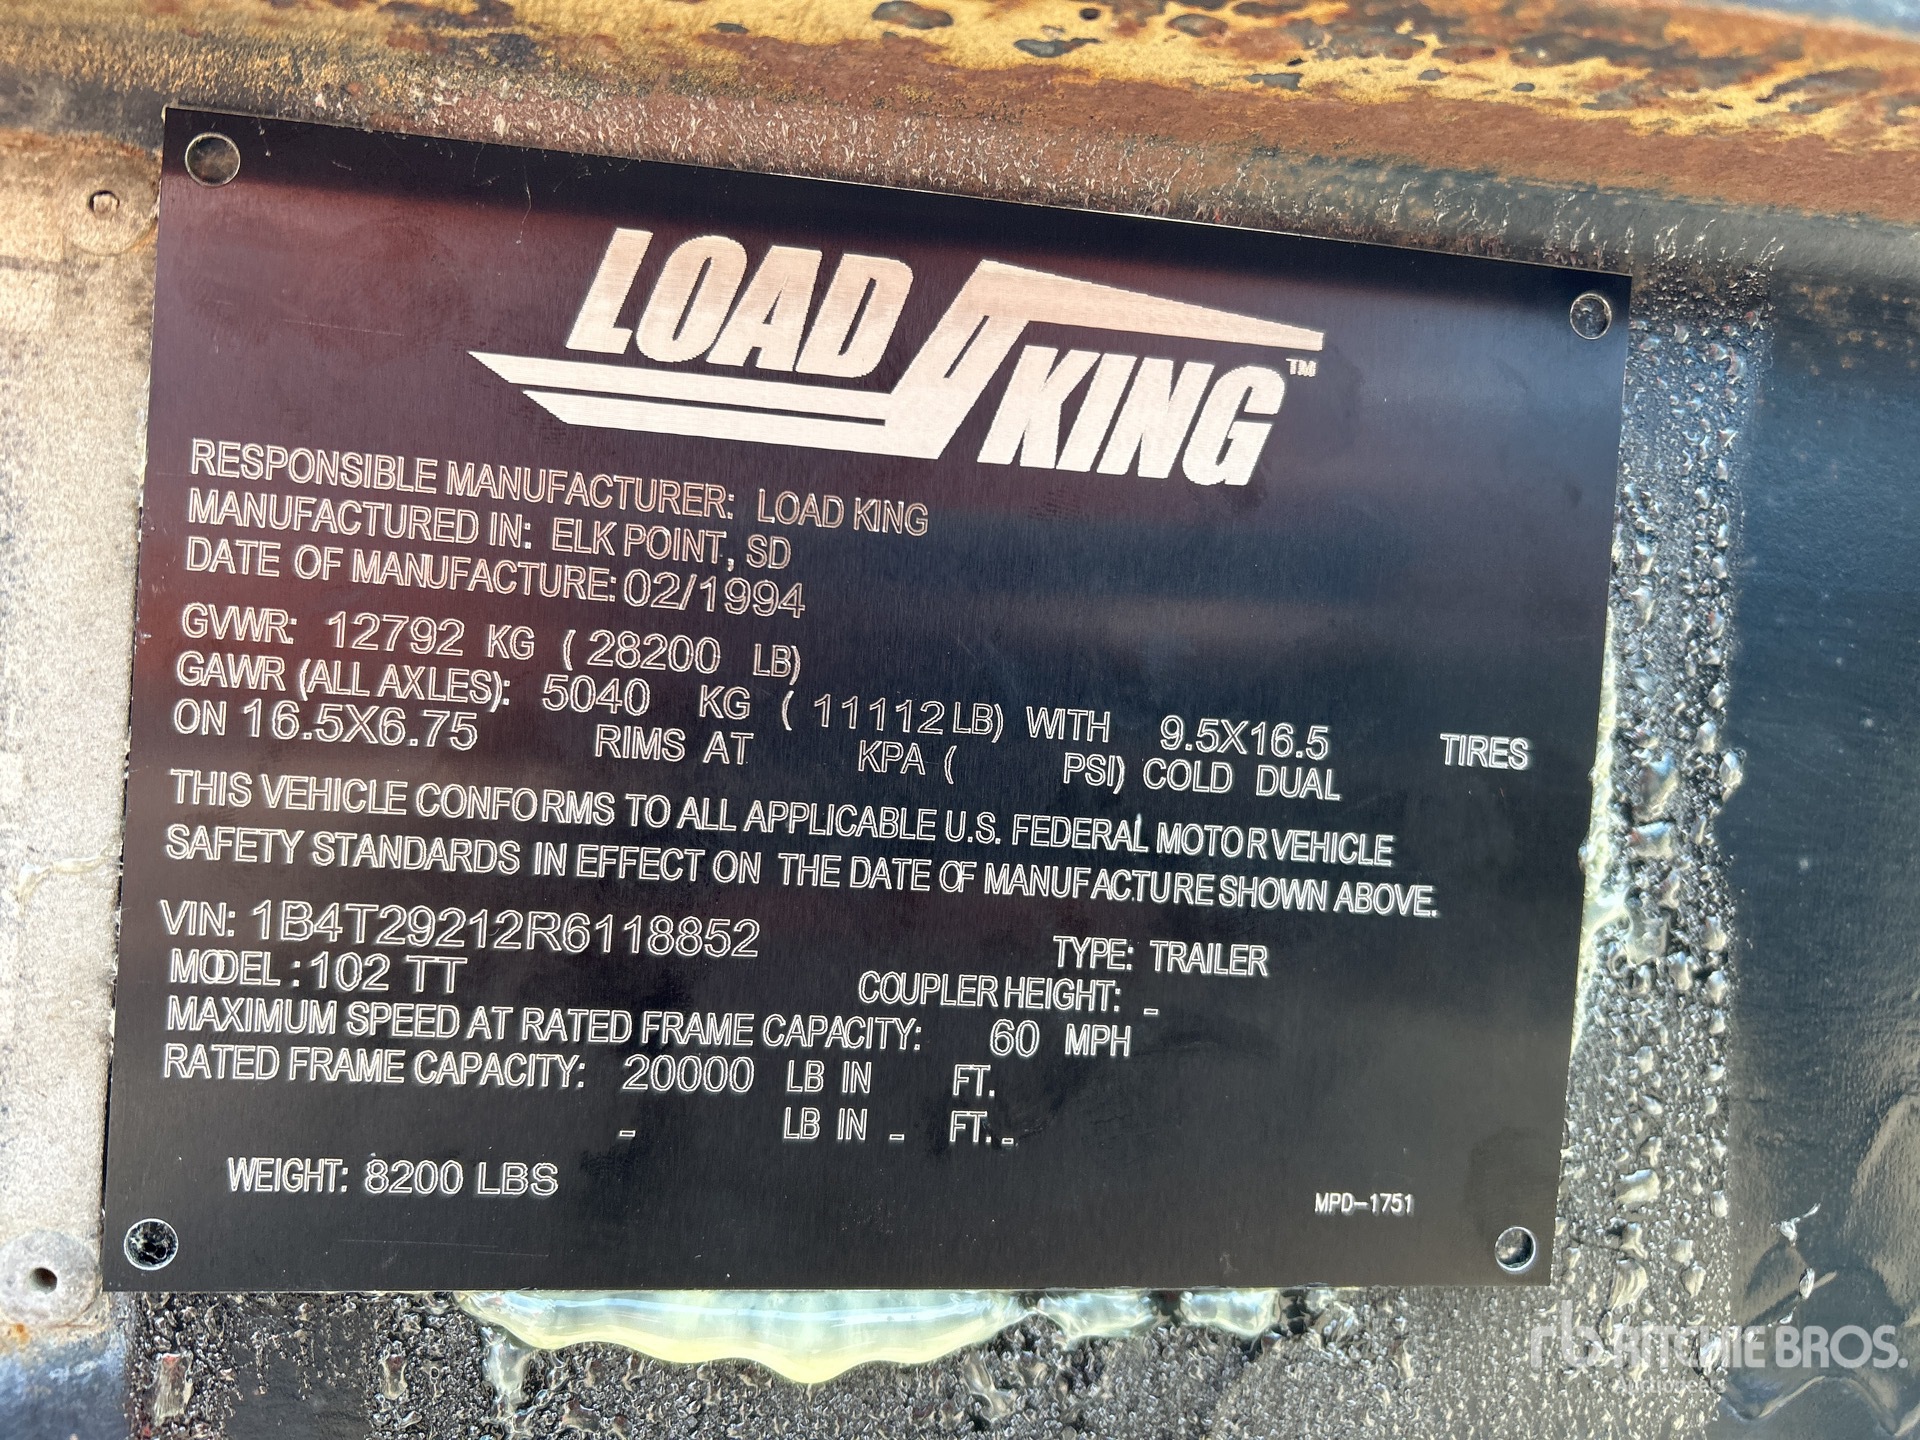 LOAD KING™
RESPONSIBLE MANUFACTURER: LOAD KING
MANUFACTURED IN: ELK POINT, SD
DATE OF MANUFACTURE: 02/1994
GVWR: 12792 KG ( 28200 LB)
GAWR (ALL AXLES): 5040 KG ( 11112 LB) WITH 9.5X16.5 TIRES
ON 16.5X6.75 RIMS AT KPA ( PSI) COLD DUAL
THIS VEHICLE CONFORMS TO ALL APPLICABLE U.S. FEDERAL MOTOR VEHICLE
SAFETY STANDARDS IN EFFECT ON THE DATE OF MANUFACTURE SHOWN ABOVE.
VIN: 1B4T29212R6118852 TYPE: TRAILER
MODEL : 102 TT COUPLER HEIGHT: -
MAXIMUM SPEED AT RATED FRAME CAPACITY: 60 MPH
RATED FRAME CAPACITY: 20000 LB IN FT.
- LB IN - FT. -
WEIGHT: 8200 LBS
MPD-1751
rb RITCHIE BROS.
Auctioneers